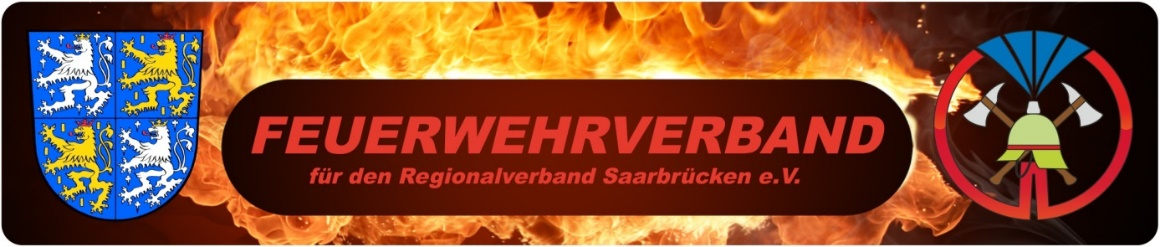 FEUERWEHRVERBAND
für den Regionalverband Saarbrücken e.V.